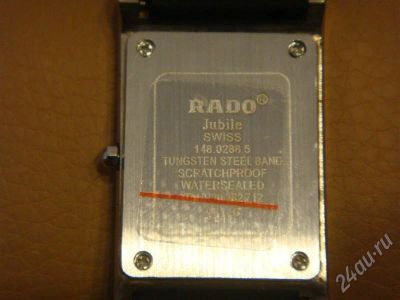 RADO®
Jubile
SWISS
148.0286.5
TUNGSTEN STEEL BAND
SCRATCHPROOF
WATERSEALED
24au.ru